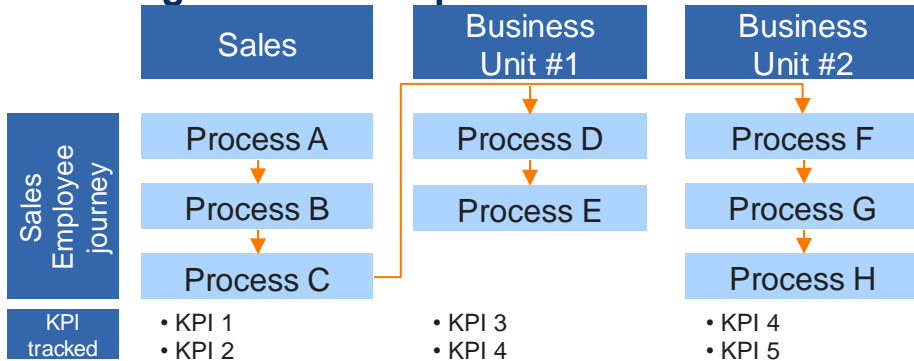 Sales
Business
Unit #1
Business
Unit #2
Sales
Employee
journey
Process A
Process D
Process F
Process B
Process E
Process G
Process C
Process H
KPI
tracked
• KPI 1
• KPI 2
• KPI 3
• KPI 4
• KPI 4
• KPI 5